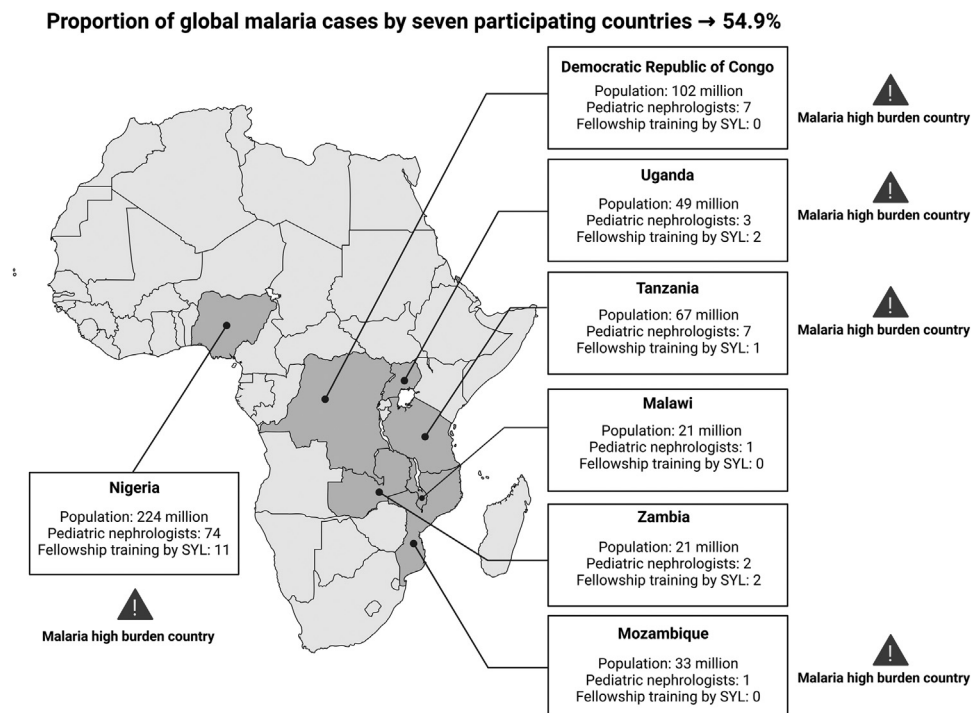 Proportion of global malaria cases by seven participating countries → 54.9%
Democratic Republic of Congo
Population: 102 million
Pediatric nephrologists: 7
Fellowship training by SYL: 0
!
Malaria high burden country
Uganda
Population: 49 million
Pediatric nephrologists: 3
Fellowship training by SYL: 2
!
Malaria high burden country
Tanzania
Population: 67 million
Pediatric nephrologists: 7
Fellowship training by SYL: 1
!
Malaria high burden country
Malawi
Population: 21 million
Pediatric nephrologists: 1
Fellowship training by SYL: 0
Nigeria
Population: 224 million
Pediatric nephrologists: 74
Fellowship training by SYL: 11
!
Malaria high burden country
Zambia
Population: 21 million
Pediatric nephrologists: 2
Fellowship training by SYL: 2
Mozambique
Population: 33 million
Pediatric nephrologists: 1
Fellowship training by SYL: 0
!
Malaria high burden country